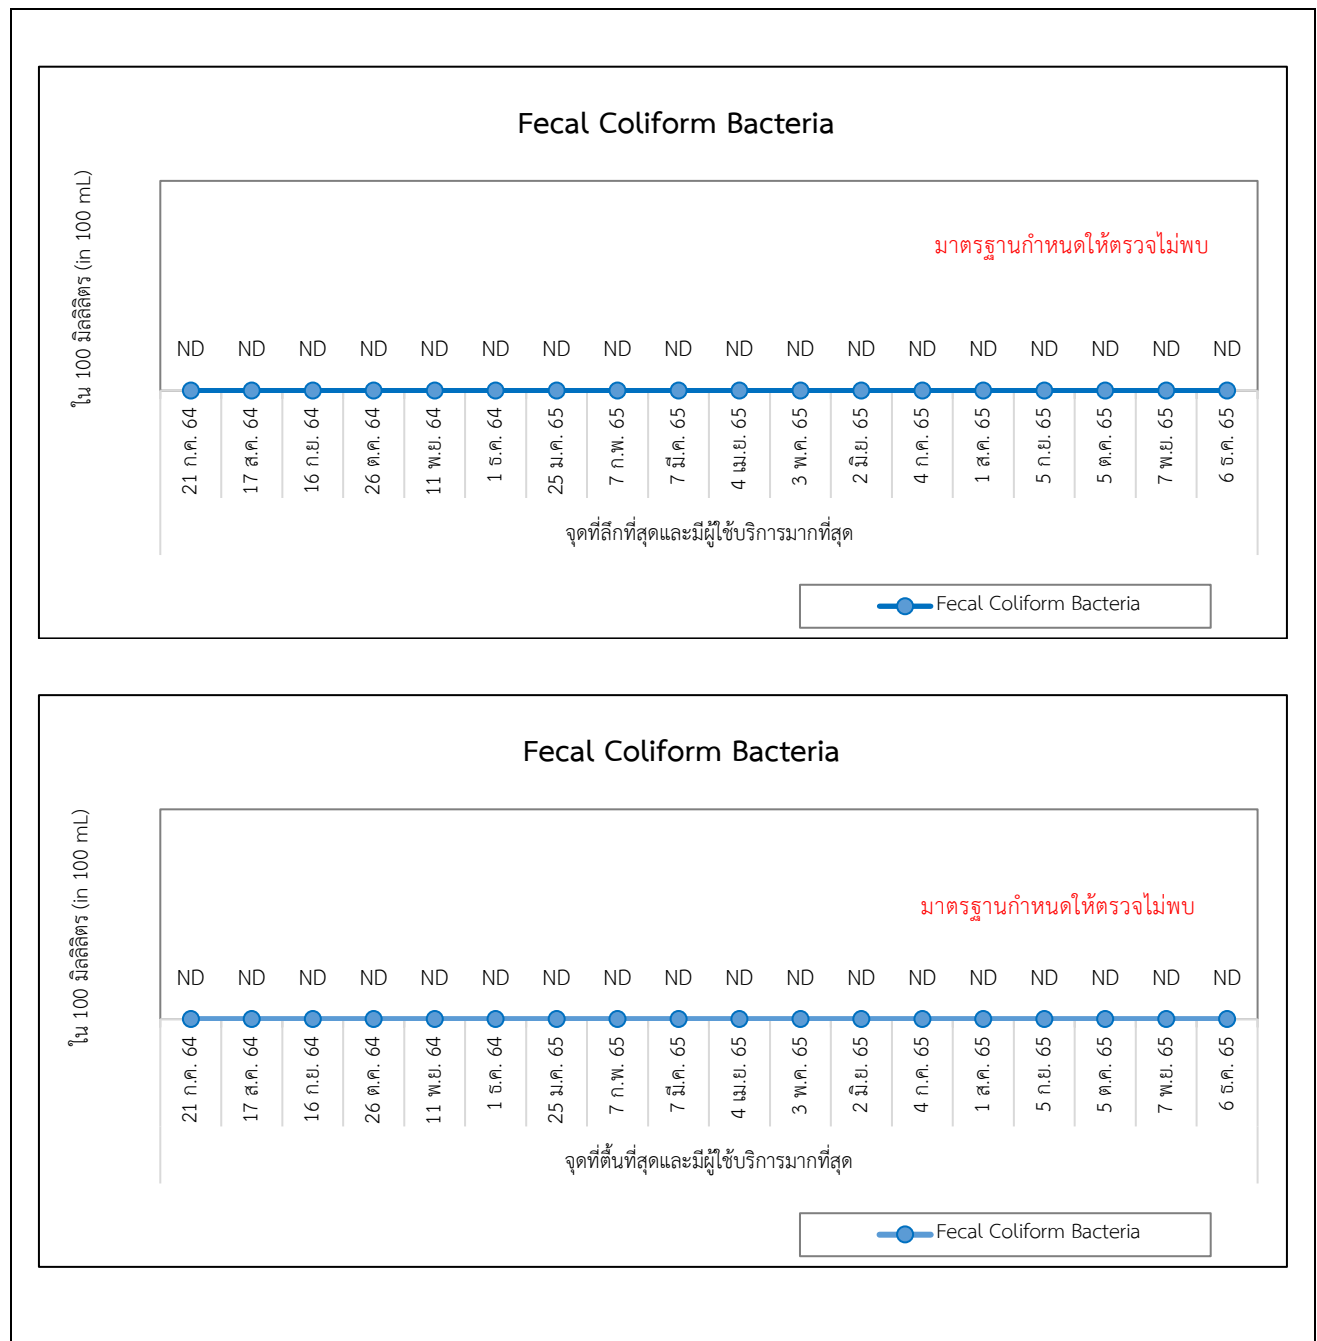 Fecal Coliform Bacteria
ใน 100 มิลลิลิตร (in 100 mL)
มาตรฐานกำหนดให้ตรวจไม่พบ
ND ND ND ND ND ND ND ND ND ND ND ND ND ND ND ND ND ND
21 ก.ค. 64
17 ส.ค. 64
16 ก.ย. 64
26 ต.ค. 64
11 พ.ย. 64
1 ธ.ค. 64
25 ม.ค. 65
7 ก.พ. 65
7 มี.ค. 65
4 เม.ย. 65
3 พ.ค. 65
2 มิ.ย. 65
4 ก.ค. 65
1 ส.ค. 65
5 ก.ย. 65
5 ต.ค. 65
7 พ.ย. 65
6 ธ.ค. 65
จุดที่ลึกที่สุดและมีผู้ใช้บริการมากที่สุด
Fecal Coliform Bacteria
Fecal Coliform Bacteria
ใน 100 มิลลิลิตร (in 100 mL)
มาตรฐานกำหนดให้ตรวจไม่พบ
ND ND ND ND ND ND ND ND ND ND ND ND ND ND ND ND ND ND
21 ก.ค. 64
17 ส.ค. 64
16 ก.ย. 64
26 ต.ค. 64
11 พ.ย. 64
1 ธ.ค. 64
25 ม.ค. 65
7 ก.พ. 65
7 มี.ค. 65
4 เม.ย. 65
3 พ.ค. 65
2 มิ.ย. 65
4 ก.ค. 65
1 ส.ค. 65
5 ก.ย. 65
5 ต.ค. 65
7 พ.ย. 65
6 ธ.ค. 65
จุดที่ตื้นที่สุดและมีผู้ใช้บริการมากที่สุด
Fecal Coliform Bacteria